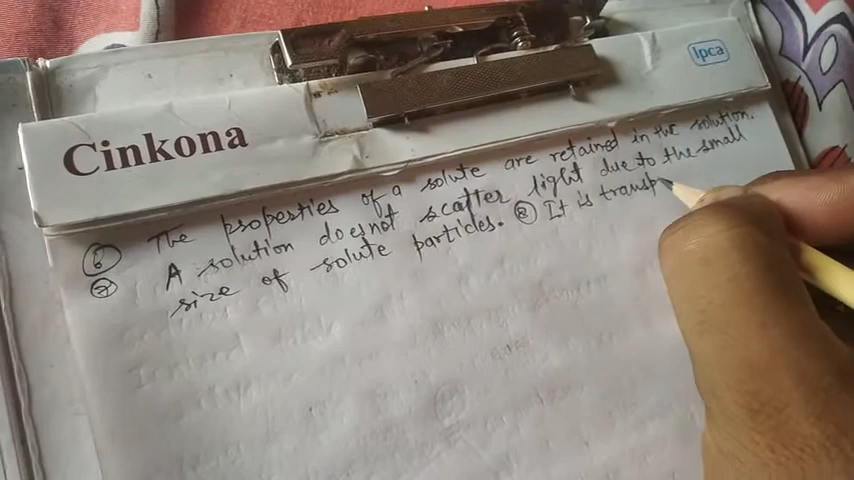 Cinkona
Ipca
⑥ The properties of a solute are retained in the solution.
⑦ A solution does not scatter light due to the small
size of solute particles. ⑧ It is transp